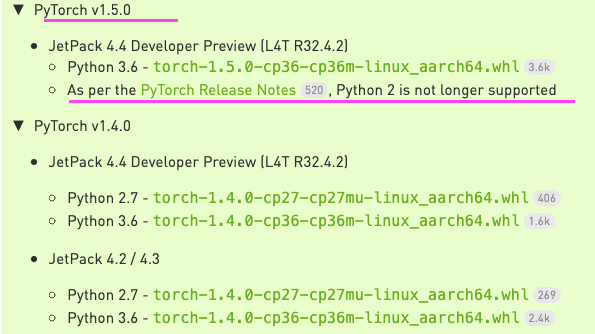 ▼ PyTorch v1.5.0
• JetPack 4.4 Developer Preview (L4T R32.4.2)
○ Python 3.6 - torch-1.5.0-cp36-cp36m-linux_aarch64.whl 3.6k
○ As per the PyTorch Release Notes 520 , Python 2 is not longer supported
▼ PyTorch v1.4.0
• JetPack 4.4 Developer Preview (L4T R32.4.2)
○ Python 2.7 - torch-1.4.0-cp27-cp27mu-linux_aarch64.whl 406
○ Python 3.6 - torch-1.4.0-cp36-cp36m-linux_aarch64.whl 1.6k
• JetPack 4.2 / 4.3
○ Python 2.7 - torch-1.4.0-cp27-cp27mu-linux_aarch64.whl 269
○ Python 3.6 - torch-1.4.0-cp36-cp36m-linux_aarch64.whl 2.4k